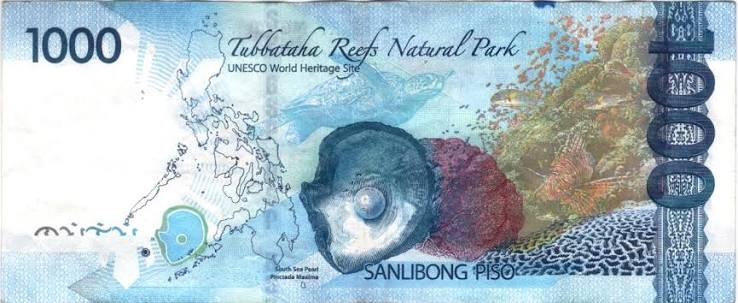 1000
Tubbataha Reefs Natural Park
UNESCO World Heritage Site
1000
South Sea Pearl
Pinctada Maxima
SANLIBONG PISO